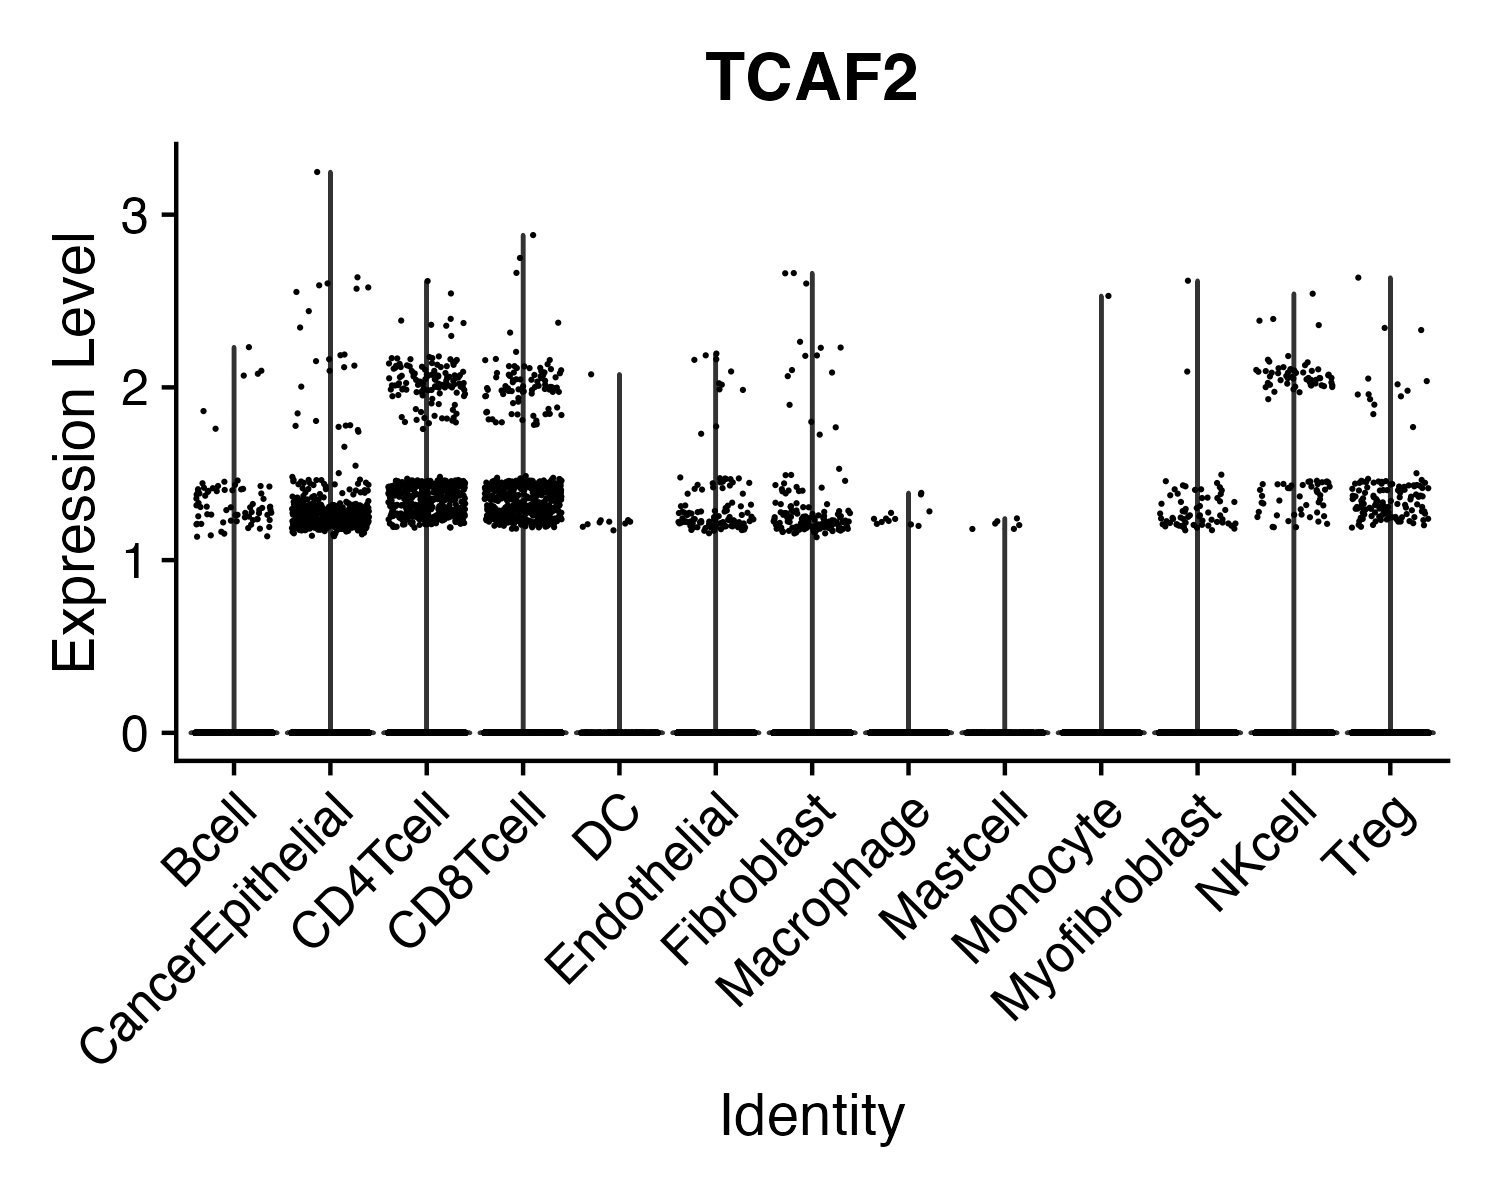 TCAF2
Expression Level
3
2
1
0
Bcell
CancerEpithelial
CD4Tcell
CD8Tcell
DC
Endothelial
Fibroblast
Macrophage
Mastcell
Monocyte
Myofibroblast
NKcell
Treg
Identity